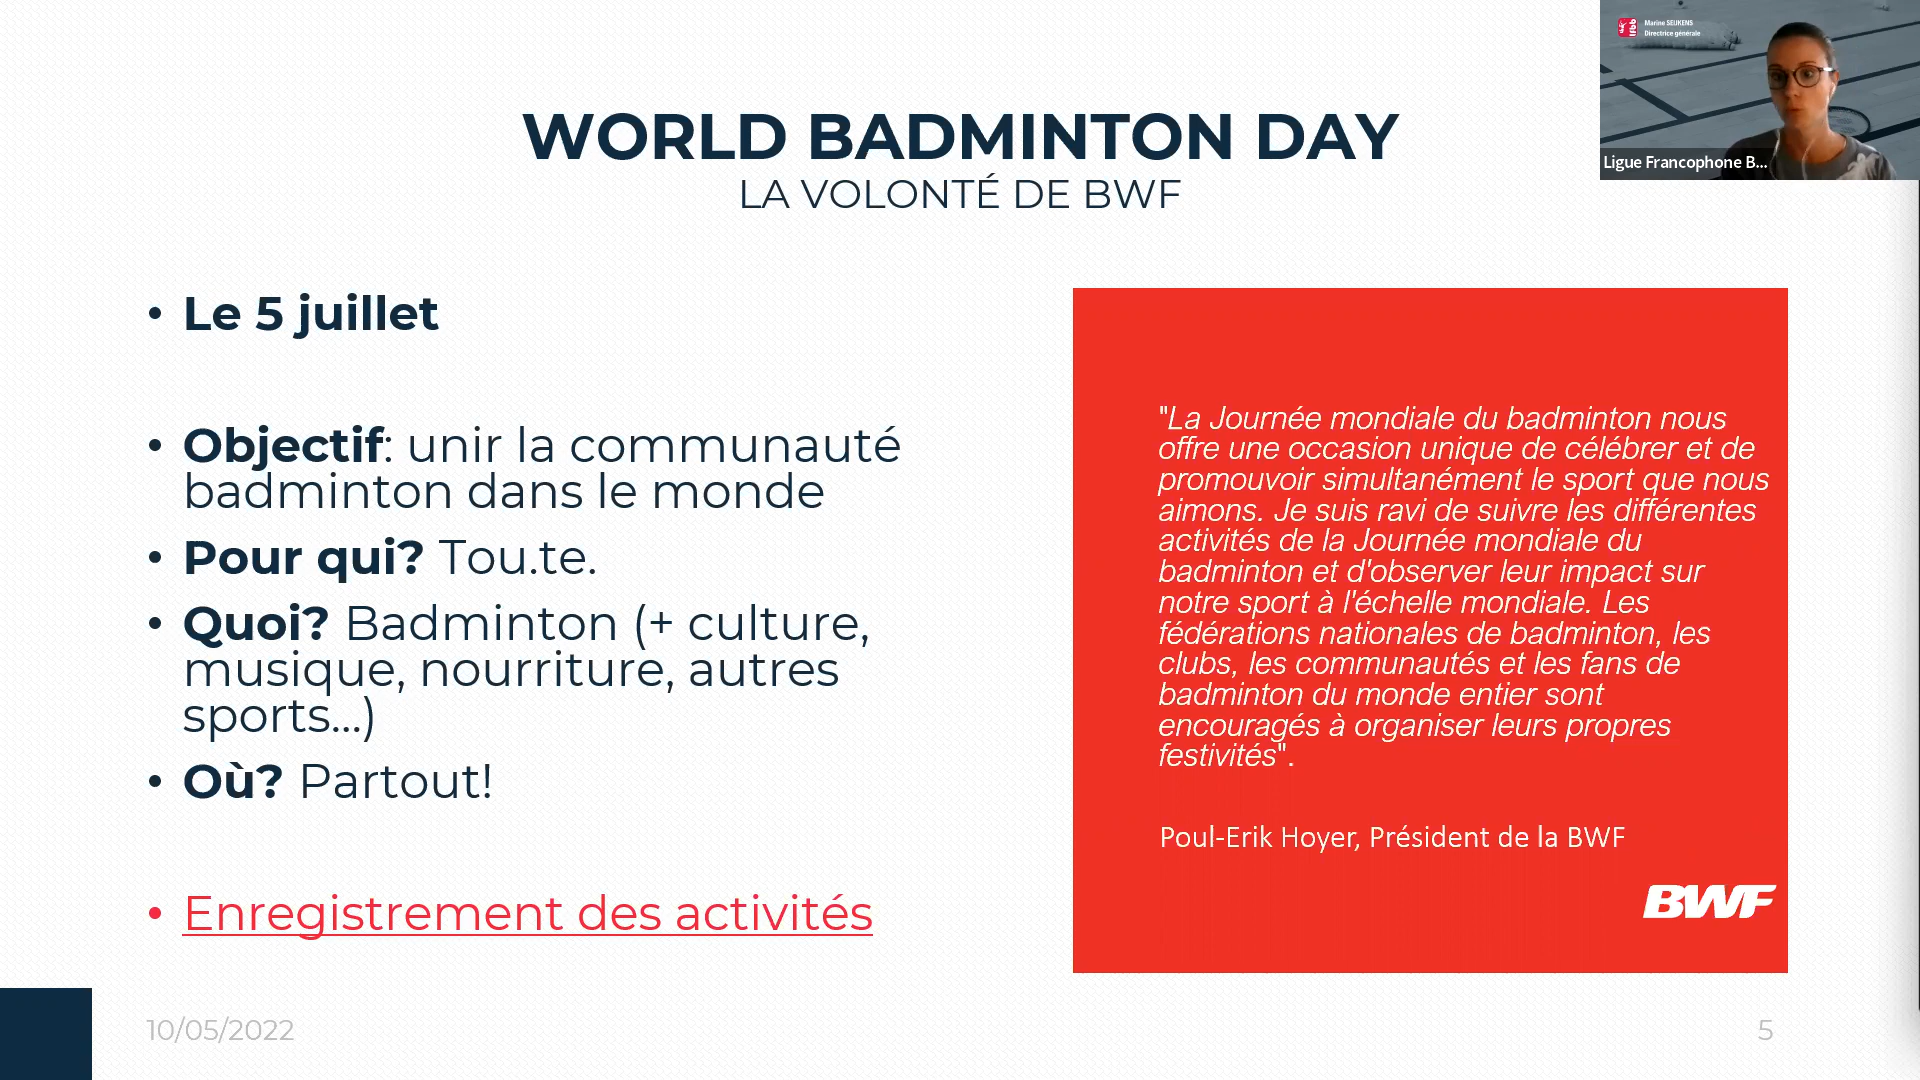 Marine SEUKENS
Directrice générale
Ligue Francophone B...
WORLD BADMINTON DAY
LA VOLONTÉ DE BWF
• Le 5 juillet
• Objectif: unir la communauté
badminton dans le monde
• Pour qui? Tou.te.
• Quoi? Badminton (+ culture,
musique, nourriture, autres
sports...)
• Où? Partout!
• Enregistrement des activités
"La Journée mondiale du badminton nous
offre une occasion unique de célébrer et de
promouvoir simultanément le sport que nous
aimons. Je suis ravi de suivre les différentes
activités de la Journée mondiale du
badminton et d'observer leur impact sur
notre sport à l'échelle mondiale. Les
fédérations nationales de badminton, les
clubs, les communautés et les fans de
badminton du monde entier sont
encouragés à organiser leurs propres
festivités".
Poul-Erik Hoyer, Président de la BWF
BWF
10/05/2022
5